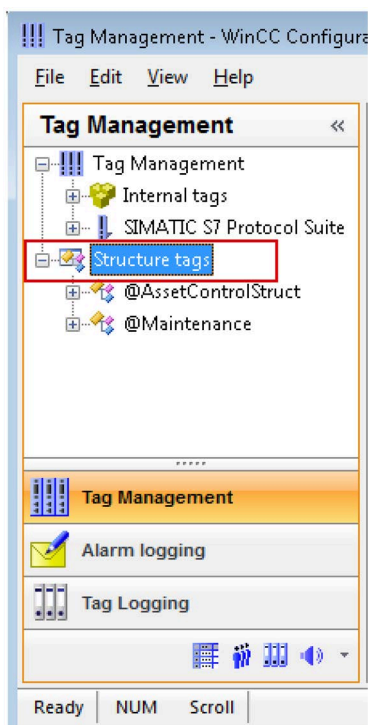 Tag Management - WinCC Configura
File Edit View Help
Tag Management «
Tag Management
Internal tags
SIMATIC S7 Protocol Suite
Structure tags
@AssetControlStruct
@Maintenance
Tag Management
Alarm logging
Tag Logging
Ready NUM Scroll